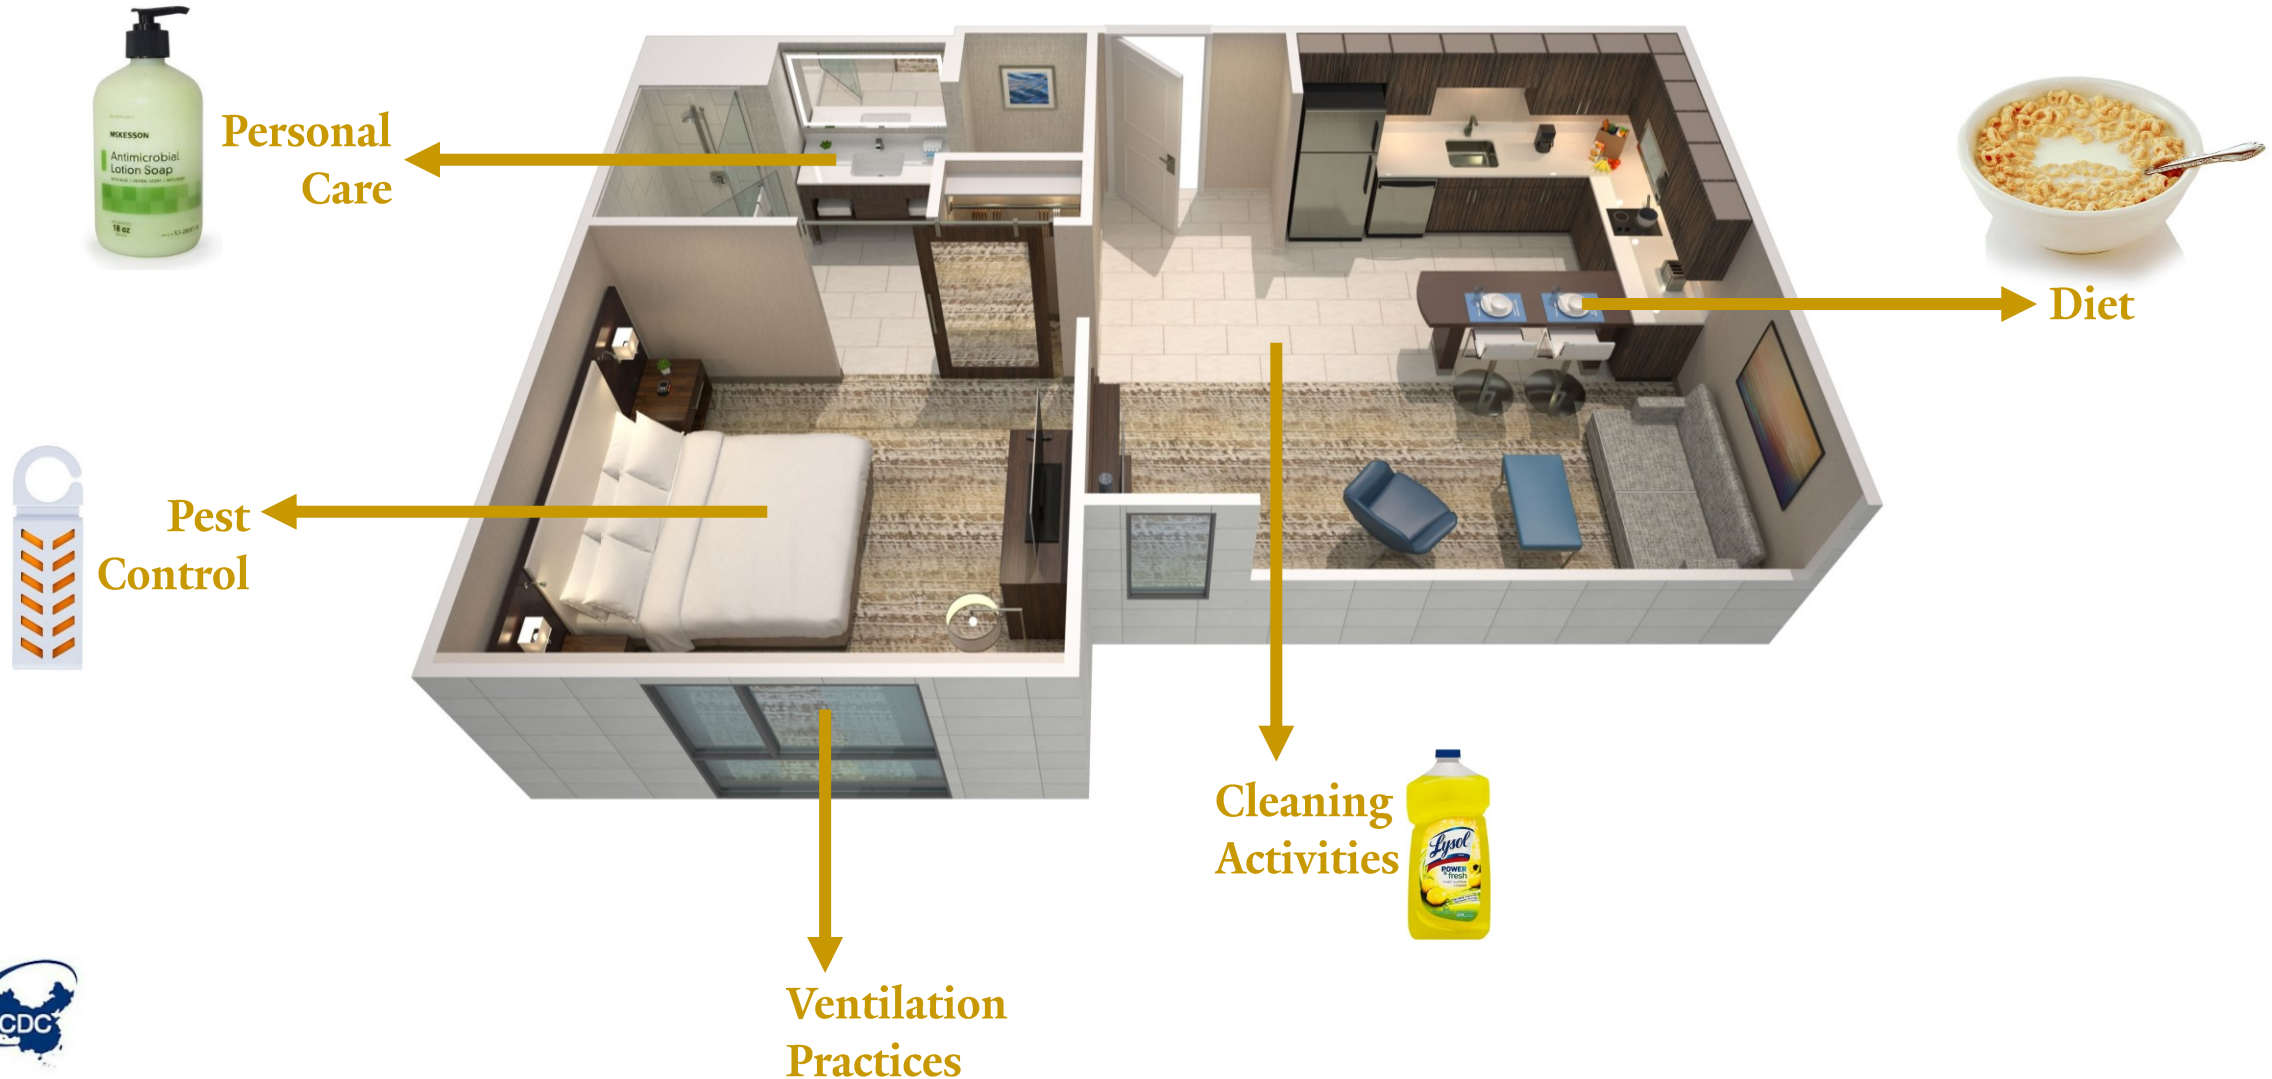 MCKESSON
Antimicrobial
Lotion Soap
18 oz
Personal
Care
Diet
Pest
Control
Cleaning
Activities
Lysol
POWER
& fresh
CDC
Ventilation
Practices